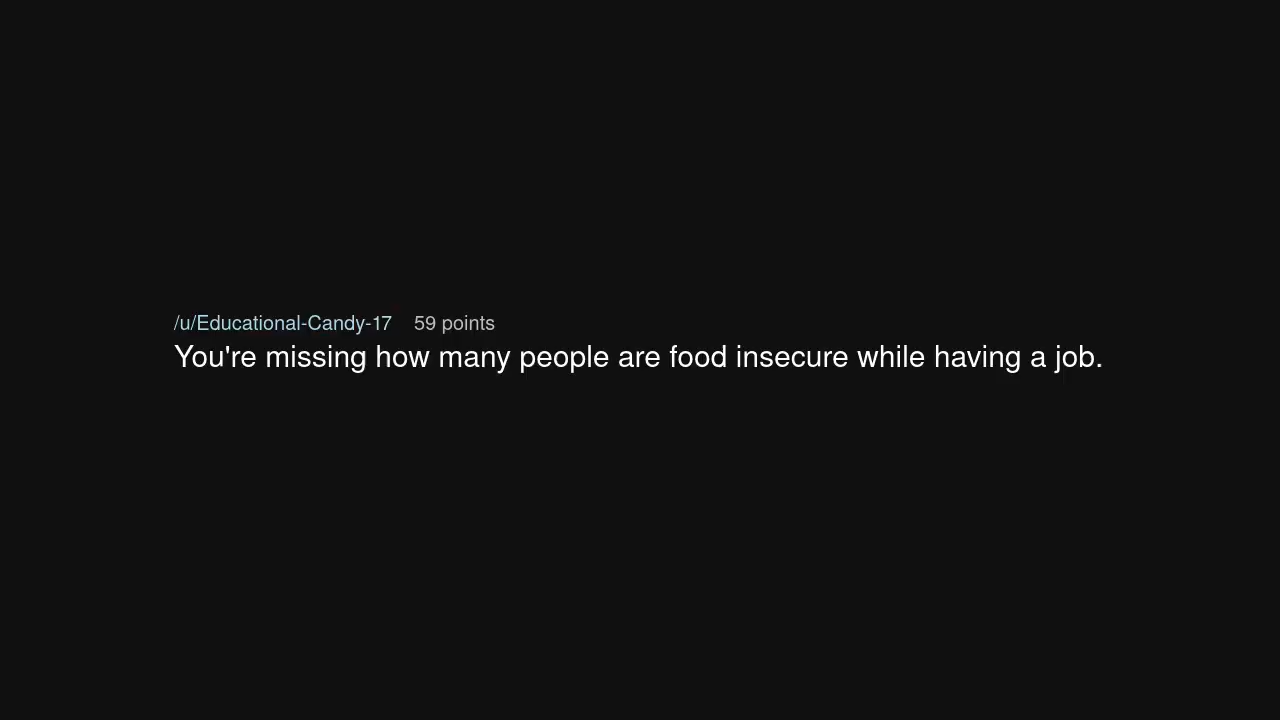 /u/Educational-Candy-17 59 points
You're missing how many people are food insecure while having a job.